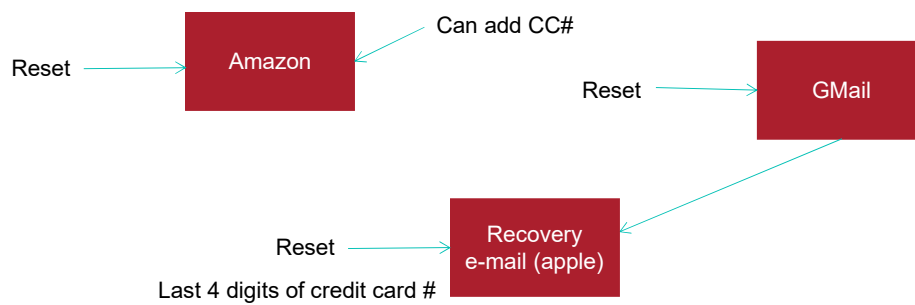 Can add CC#
Reset
Amazon
Reset
GMail
Reset
Recovery
e-mail (apple)
Last 4 digits of credit card #